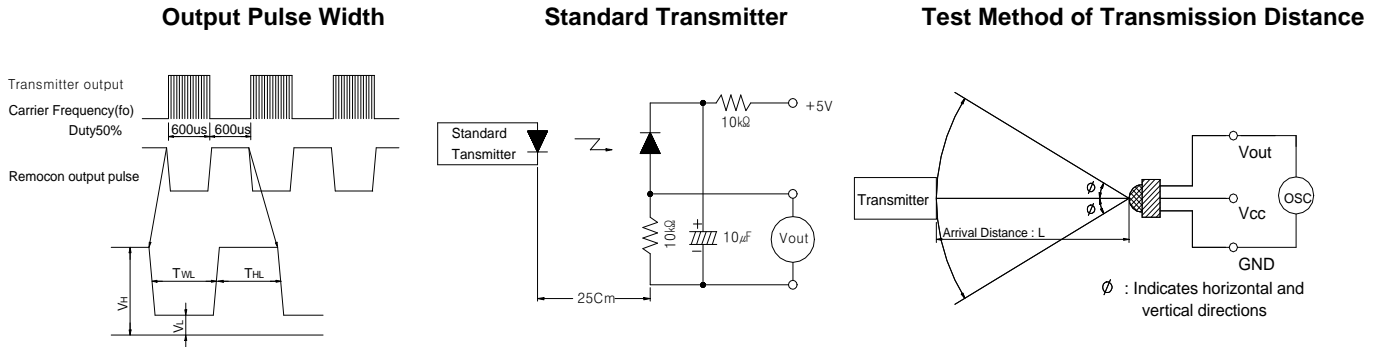 Output Pulse Width
Transmitter output
Carrier Frequency(fo)
Duty50%
600us 600us
Remocon output pulse
TWL THL
VH
VL
Standard Transmitter
Standard
Tansmitter
+5V
10kΩ
10kΩ
10㎌
Vout
25Cm
Test Method of Transmission Distance
Transmitter
Φ
Φ
Arrival Distance : L
Vout
Vcc
GND
OSC
Φ : Indicates horizontal and
vertical directions